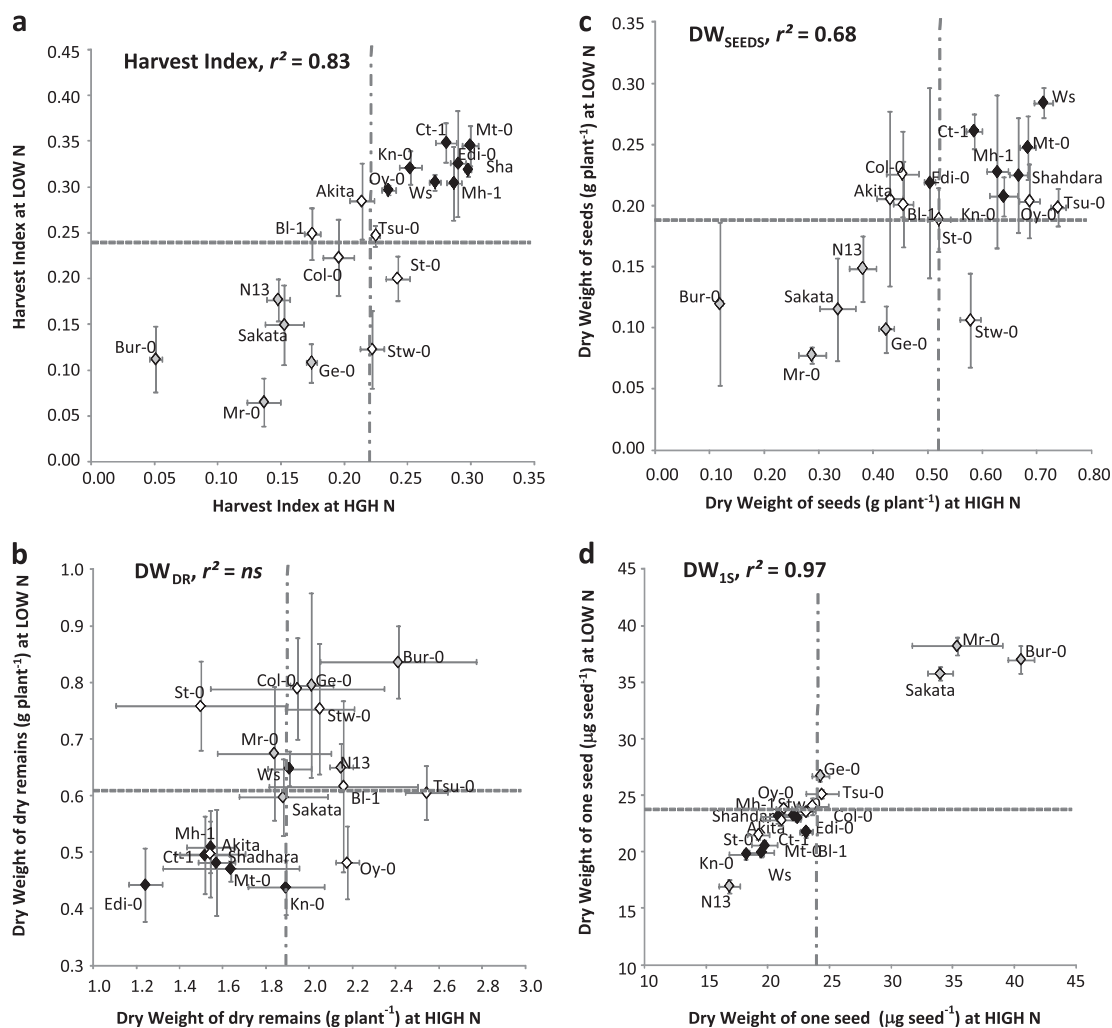 a
Harvest Index, r² = 0.83
Harvest Index at LOW N
0.45
0.40
0.35
0.30
0.25
0.20
0.15
0.10
0.05
0.00
Ct-1
Mt-0
Kn-0
Edi-0
Sha
Oy-0
Ws
Mh-1
Akita
Bl-1
Tsu-0
Col-0
St-0
N13
Sakata
Stw-0
Bur-0
Ge-0
Mr-0
0.00 0.05 0.10 0.15 0.20 0.25 0.30 0.35
Harvest Index at HGH N
c
DW SEEDS, r² = 0.68
Dry Weight of seeds (g plant⁻¹) at LOW N
0.35
0.30
0.25
0.20
0.15
0.10
0.05
0.00
Ws
Ct-1
Mt-0
Mh-1
Col-0
Edi-0
Shahdara
Akita
Tsu-0
Bl-1
Kn-0
Oy-0
St-0
N13
Bur-0
Sakata
Ge-0
Stw-0
Mr-0
0.00 0.10 0.20 0.30 0.40 0.50 0.60 0.70 0.80
Dry Weight of seeds (g plant⁻¹) at HIGH N
b
DW DR, r² = ns
Dry Weight of dry remains (g plant⁻¹) at LOW N
1.0
0.9
0.8
0.7
0.6
0.5
0.4
0.3
Bur-0
Col-0
Ge-0
St-0
Stw-0
Mr-0
Ws
N13
Tsu-0
Bl-1
Sakata
Mh-1
Akita
Ct-1
Shadhara
Oy-0
Mt-0
Edi-0
Kn-0
1.0 1.2 1.4 1.6 1.8 2.0 2.2 2.4 2.6 2.8 3.0
Dry Weight of dry remains (g plant⁻¹) at HIGH N
d
DW 1S, r² = 0.97
Dry Weight of one seed (µg seed⁻¹) at LOW N
45
40
35
30
25
20
15
10
Mr-0
Bur-0
Sakata
Ge-0
Oy-0
Tsu-0
Mh-1
Stw-0
Shahdara
Col-0
Akita
Edi-0
St-0
Ct-1
Mt-0
Bl-1
Kn-0
Ws
N13
10 15 20 25 30 35 40 45
Dry Weight of one seed (µg seed⁻¹) at HIGH N